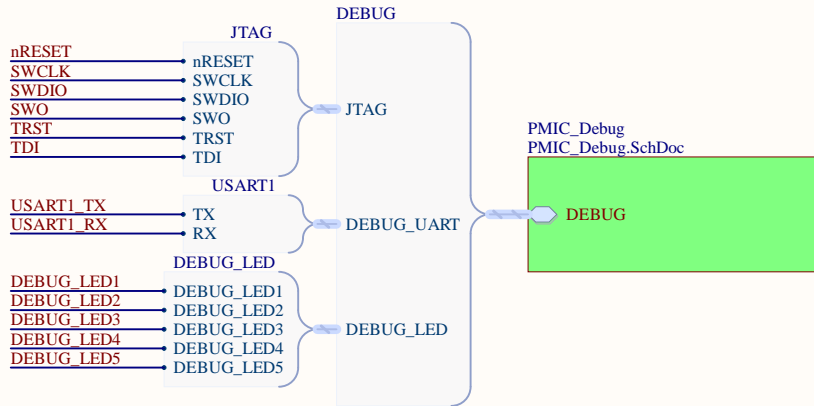 DEBUG
JTAG
nRESET nRESET
SWCLK SWCLK
SWDIO SWDIO
SWO SWO
TRST TRST
TDI TDI
JTAG
USART1
USART1_TX TX
USART1_RX RX
DEBUG_UART
DEBUG_LED
DEBUG_LED1 DEBUG_LED1
DEBUG_LED2 DEBUG_LED2
DEBUG_LED3 DEBUG_LED3
DEBUG_LED4 DEBUG_LED4
DEBUG_LED5 DEBUG_LED5
DEBUG_LED
PMIC_Debug
PMIC_Debug.SchDoc
DEBUG